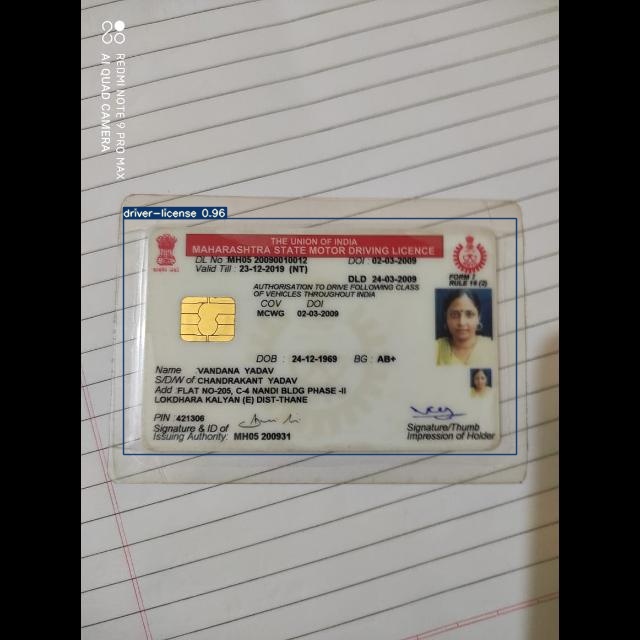 REDMI NOTE 9 PRO MAX
AI QUAD CAMERA
driver-license 0.96
THE UNION OF INDIA
MAHARASHTRA STATE MOTOR DRIVING LICENCE
DL No MH05 20090010012 DOI : 02-03-2009
Valid Till : 23-12-2019 (NT)
DLD 24-03-2009
FORM 7
RULE 16 (2)
AUTHORISATION TO DRIVE FOLLOWING CLASS
OF VEHICLES THROUGHOUT INDIA
COV DOI
MCWG 02-03-2009
DOB : 24-12-1969 BG : AB+
Name VANDANA YADAV
S/D/W of CHANDRAKANT YADAV
Add FLAT NO-205, C-4 NANDI BLDG PHASE -II
LOKDHARA KALYAN (E) DIST-THANE
PIN 421306
Signature & ID of
Issuing Authority: MH05 200931
Signature/Thumb
Impression of Holder